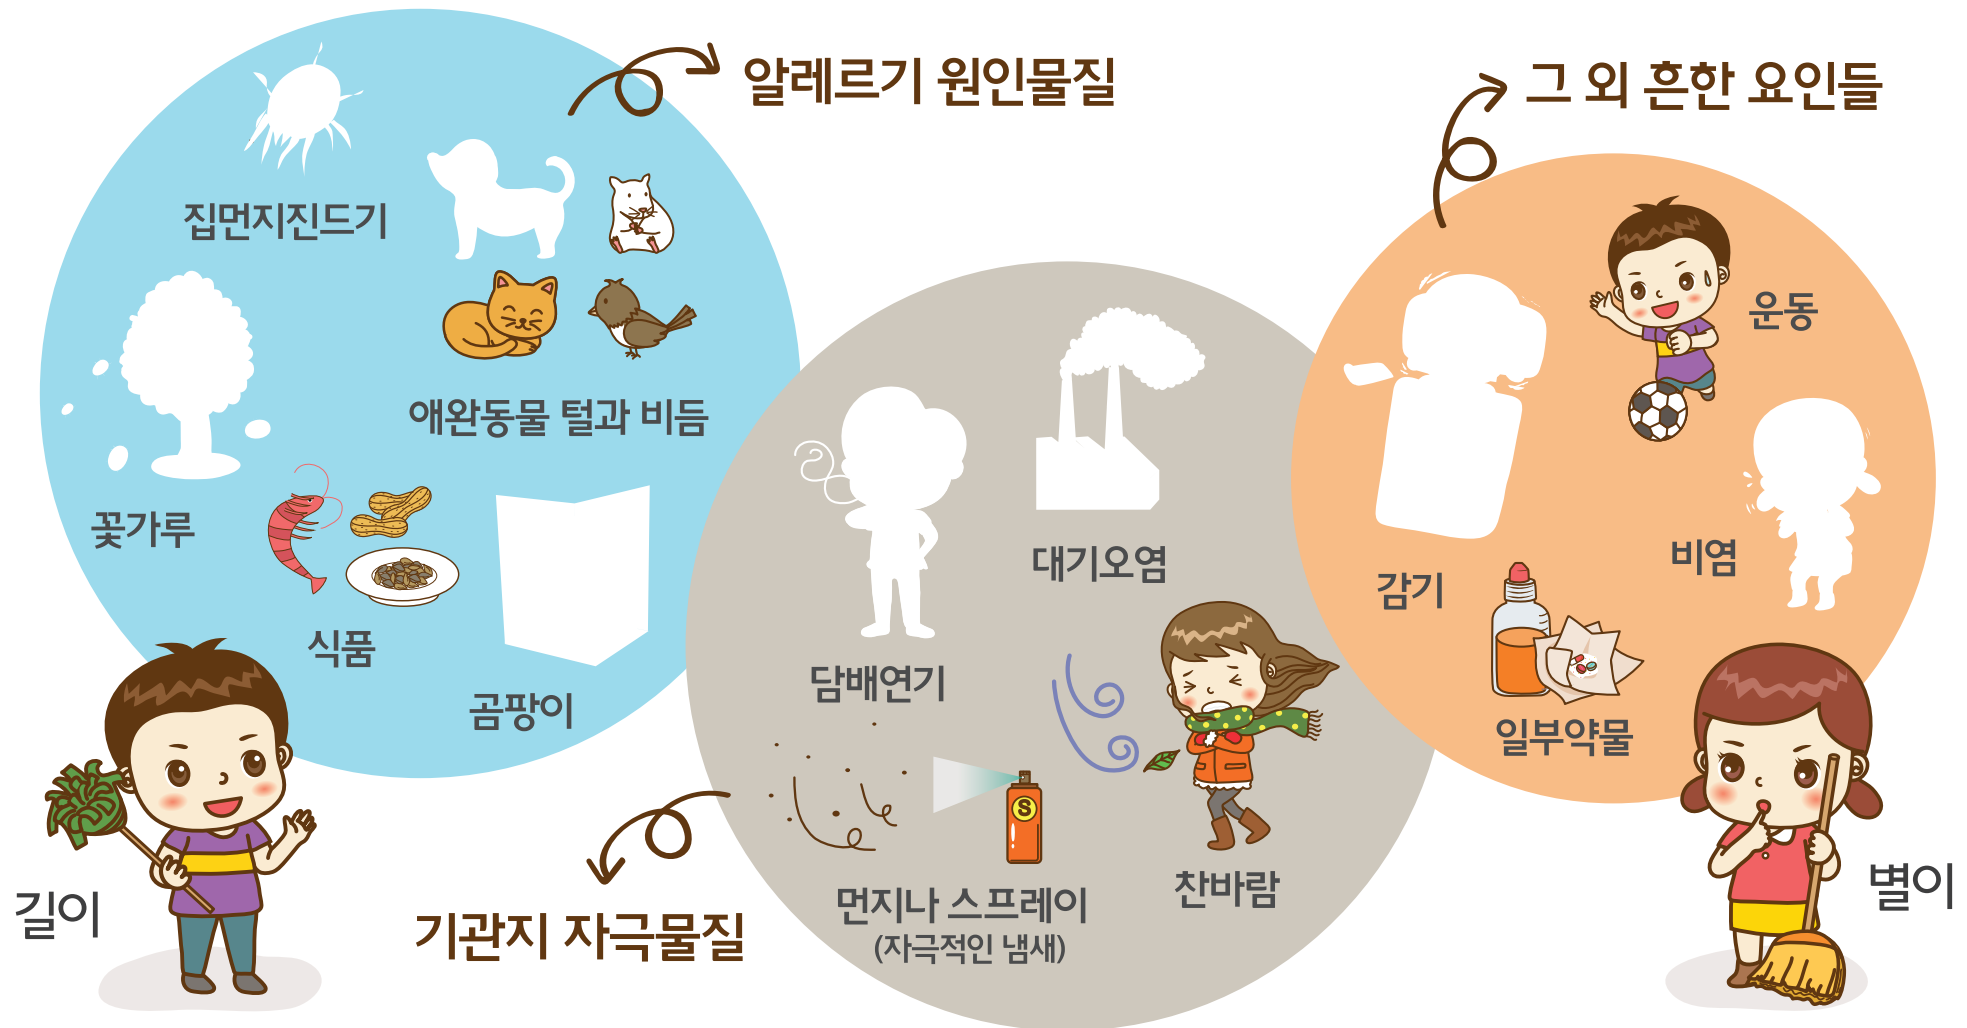 알레르기 원인물질
집먼지진드기
애완동물 털과 비듬
꽃가루
식품
곰팡이
길이
기관지 자극물질
담배연기
대기오염
S
먼지나 스프레이
(자극적인 냄새)
찬바람
그 외 흔한 요인들
운동
감기
비염
일부약물
별이